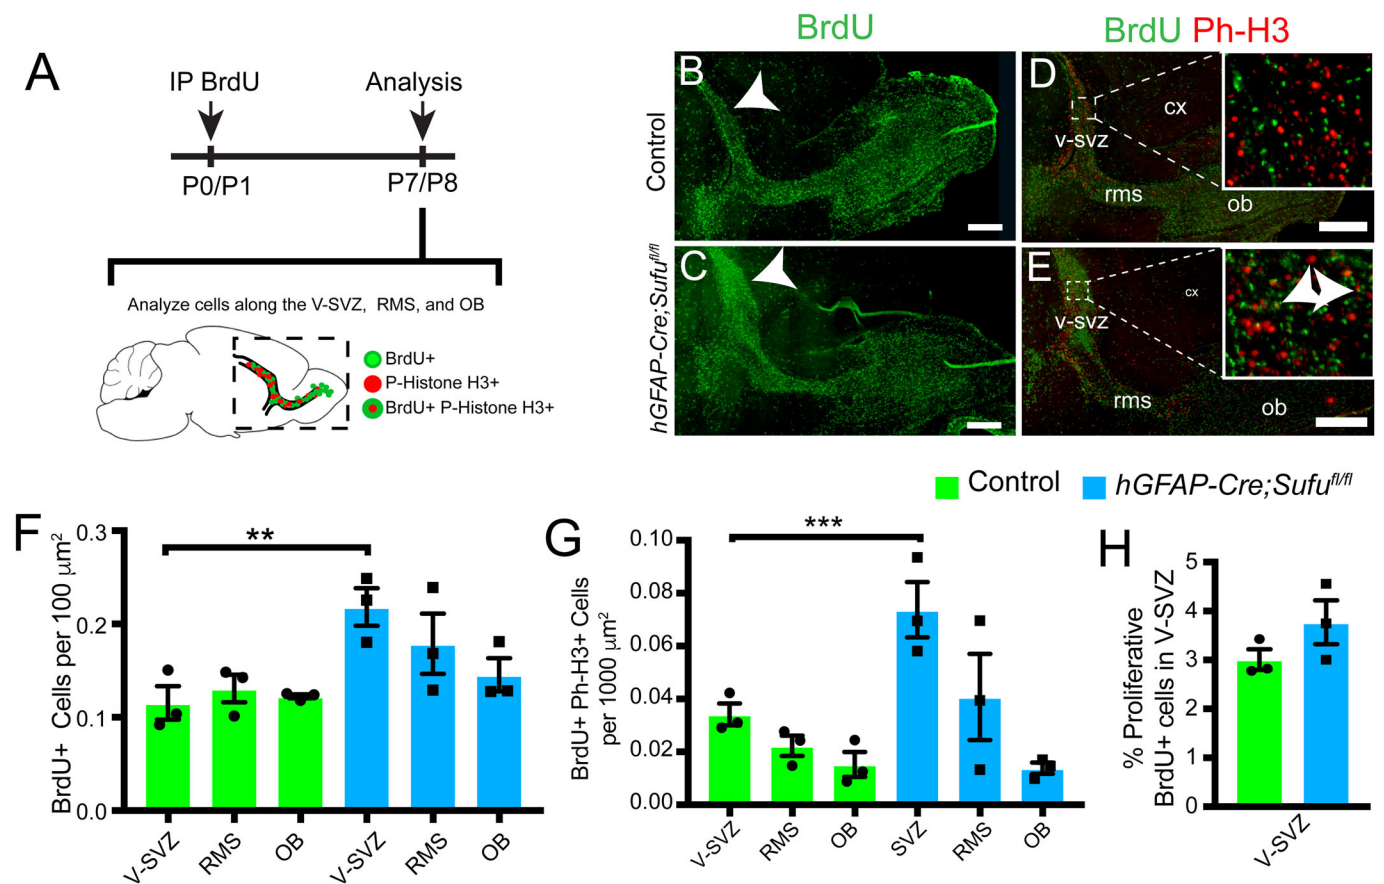 A
IP BrdU
Analysis
P0/P1
P7/P8
Analyze cells along the V-SVZ, RMS, and OB
BrdU+
P-Histone H3+
BrdU+ P-Histone H3+
BrdU
BrdU Ph-H3
Control
hGFAP-Cre;Sufu^fl/fl
B
C
D
cx
v-svz
rms
ob
E
cx
v-svz
rms
ob
Control
hGFAP-Cre;Sufu^fl/fl
F
BrdU+ Cells per 100 µm²
0.3
0.2
0.1
0.0
**
V-SVZ
RMS
OB
V-SVZ
RMS
OB
G
BrdU+ Ph-H3+ Cells
per 1000 µm²
0.10
0.08
0.06
0.04
0.02
0.00
***
V-SVZ
RMS
OB
SVZ
RMS
OB
H
% Proliferative
BrdU+ cells in V-SVZ
5
4
3
2
1
0
V-SVZ